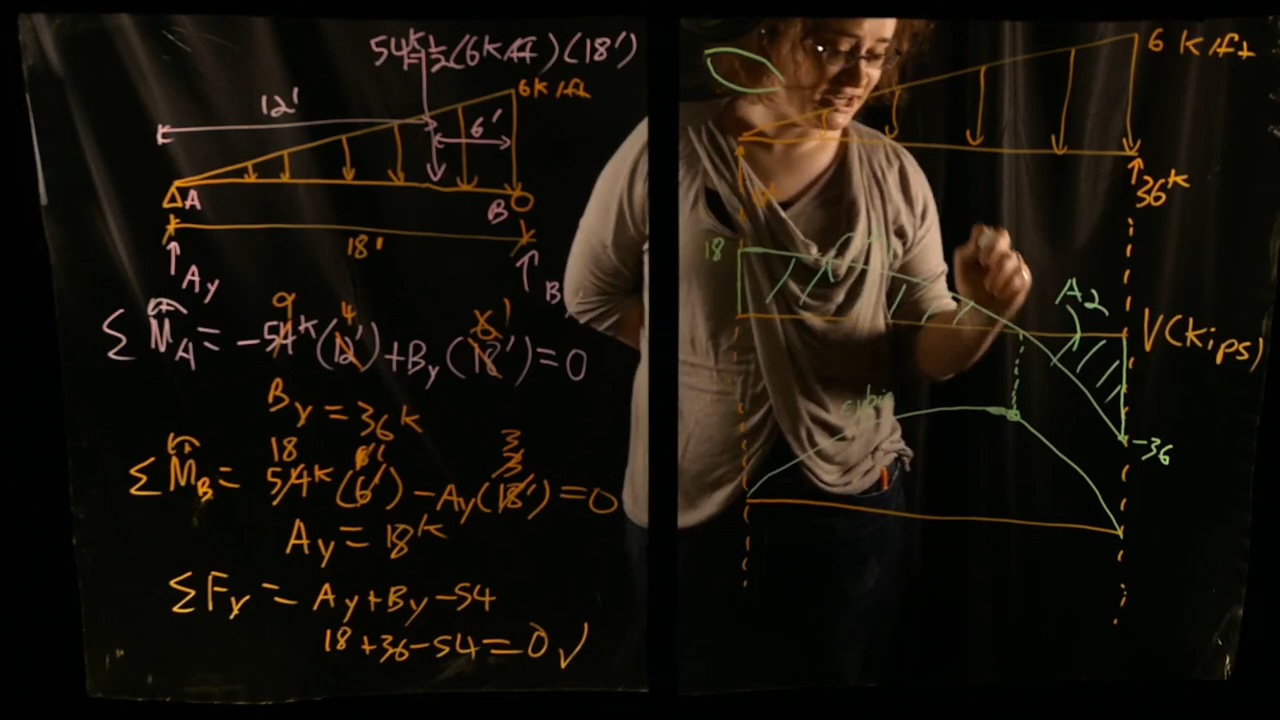 54k=½(6k/ft)(18')
12'
6k/ft
6'
A
B
18'
Ay
B
ΣMA = -54k(12')+By(18')=0
9 4 1
By = 36k
ΣMB = 54k(6')-Ay(18')=0
18 1 3
Ay = 18k
ΣFy = Ay+By-54
18+36-54=0✓
6 k/ft
36k
18
A2
V(kips)
-36
cubic